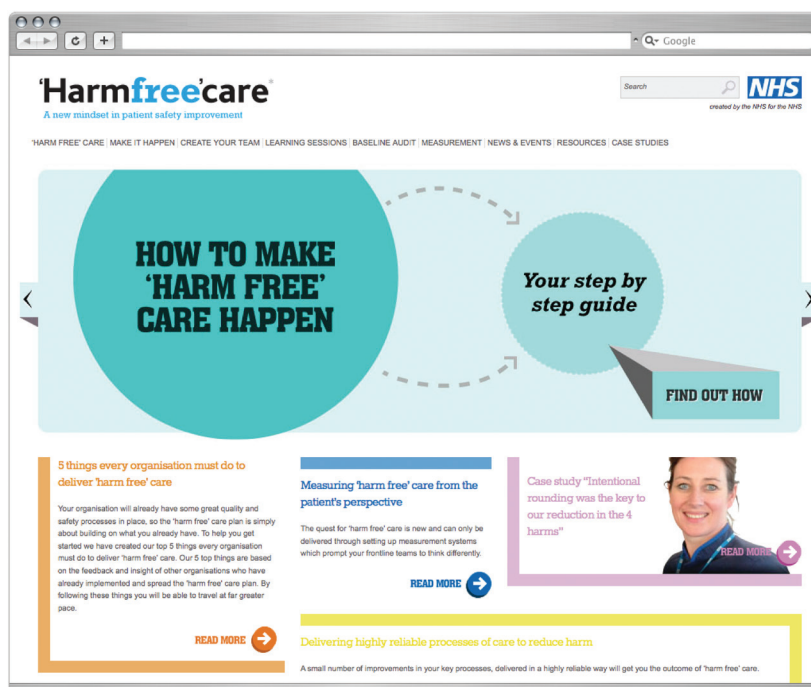 Google
'Harmfree'care
A new mindset in patient safety improvement
Search
NHS
created by the NHS for the NHS
'HARM FREE' CARE | MAKE IT HAPPEN | CREATE YOUR TEAM | LEARNING SESSIONS | BASELINE AUDIT | MEASUREMENT | NEWS & EVENTS | RESOURCES | CASE STUDIES
HOW TO MAKE
'HARM FREE'
CARE HAPPEN
Your step by
step guide
FIND OUT HOW
5 things every organisation must do to
deliver 'harm free' care
Your organisation will already have some great quality and
safety processes in place, so the 'harm free' care plan is simply
about building on what you already have. To help you get
started we have created our top 5 things every organisation
must do to deliver 'harm free' care. Our 5 top things are based
on the feedback and insight of other organisations who have
already implemented and spread the 'harm free' care plan. By
following these things you will be able to travel at far greater
pace.
READ MORE
Measuring 'harm free' care from the
patient's perspective
The quest for 'harm free' care is new and can only be
delivered through setting up measurement systems
which prompt your frontline teams to think differently.
READ MORE
Case study "Intentional
rounding was the key to
our reduction in the 4
harms"
READ MORE
Delivering highly reliable processes of care to reduce harm
A small number of improvements in your key processes, delivered in a highly reliable way will get you the outcome of 'harm free' care.